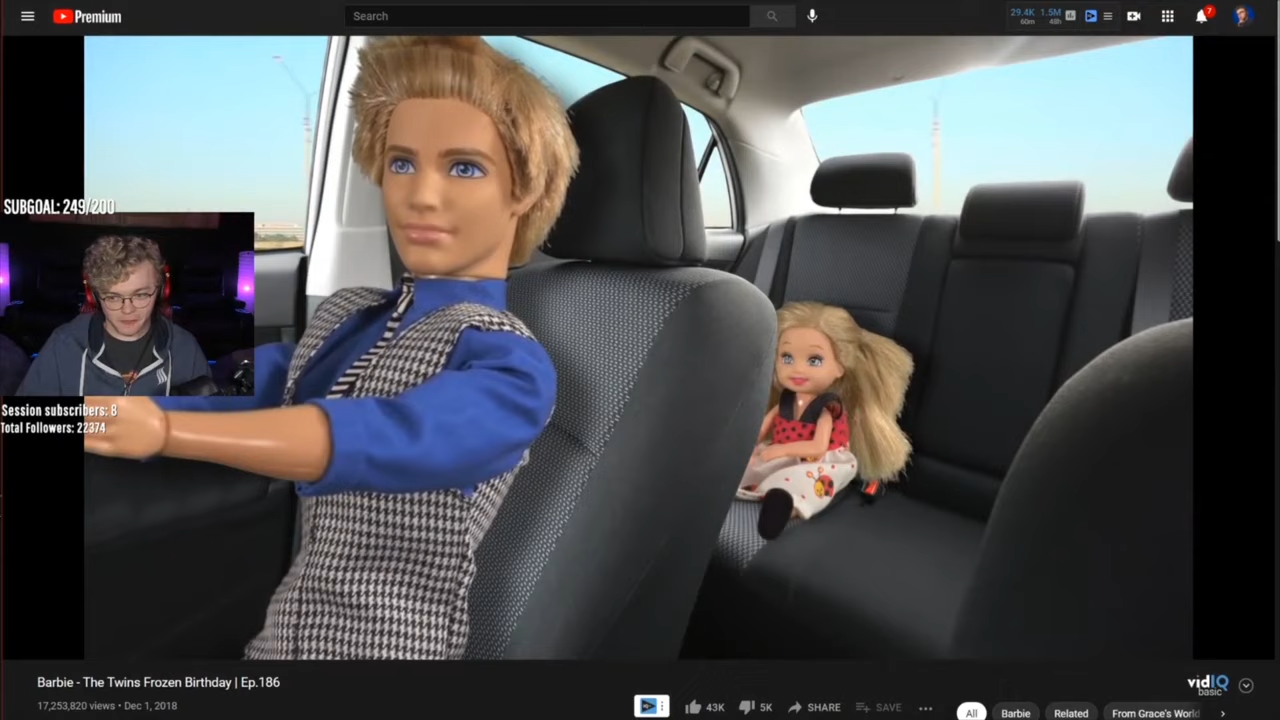 Premium
Search
29.4K 1.5M
60m 48h
7
SUBGOAL: 249/200
Session subscribers: 8
Total Followers: 22374
Barbie - The Twins Frozen Birthday | Ep.186
17,253,820 views • Dec 1, 2018
vidIQ
basic
43K
5K
SHARE
SAVE
All
Barbie
Related
From Grace's World